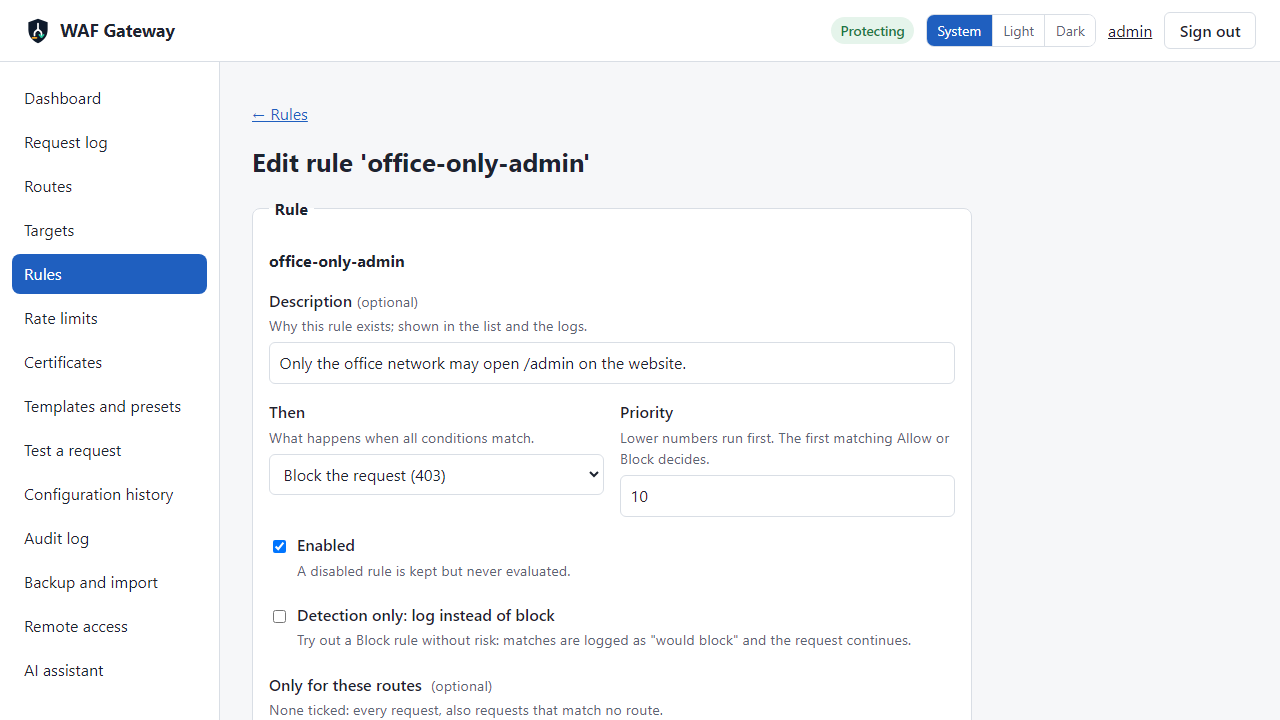 WAF Gateway
Protecting
System Light Dark
admin
Sign out
Dashboard
Request log
Routes
Targets
Rules
Rate limits
Certificates
Templates and presets
Test a request
Configuration history
Audit log
Backup and import
Remote access
AI assistant
← Rules
Edit rule 'office-only-admin'
Rule
office-only-admin
Description (optional)
Why this rule exists; shown in the list and the logs.
Only the office network may open /admin on the website.
Then
What happens when all conditions match.
Block the request (403)
Priority
Lower numbers run first. The first matching Allow or
Block decides.
10
Enabled
A disabled rule is kept but never evaluated.
Detection only: log instead of block
Try out a Block rule without risk: matches are logged as "would block" and the request continues.
Only for these routes (optional)
None ticked: every request, also requests that match no route.